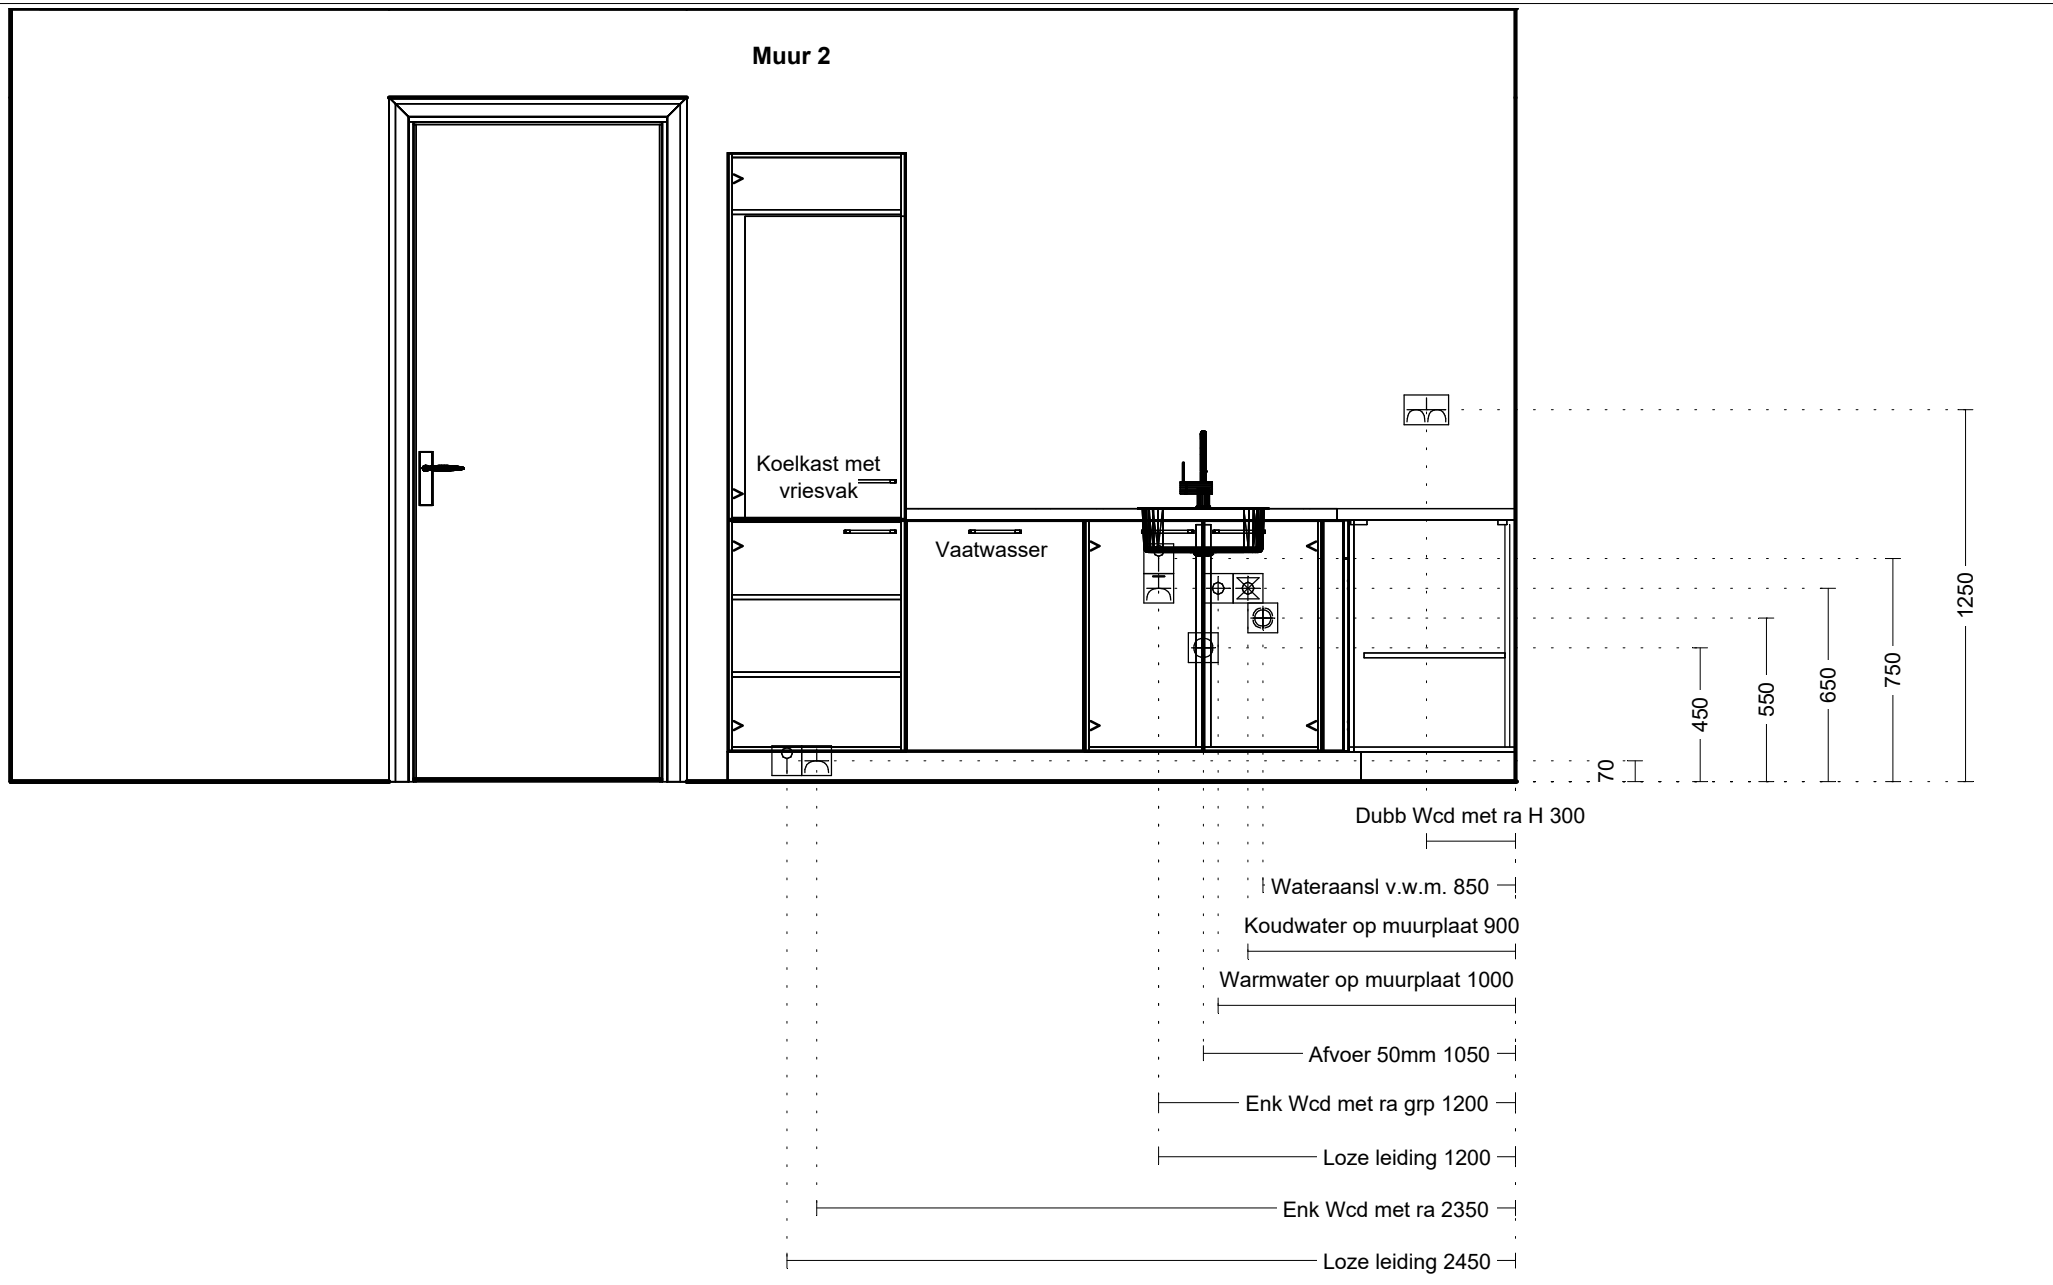 Muur 2
Koelkast met
vriesvak
Vaatwasser
1250
750
650
550
450
70
Dubb Wcd met ra H 300
Wateraansl v.w.m. 850
Koudwater op muurplaat 900
Warmwater op muurplaat 1000
Afvoer 50mm 1050
Enk Wcd met ra grp 1200
Loze leiding 1200
Enk Wcd met ra 2350
Loze leiding 2450